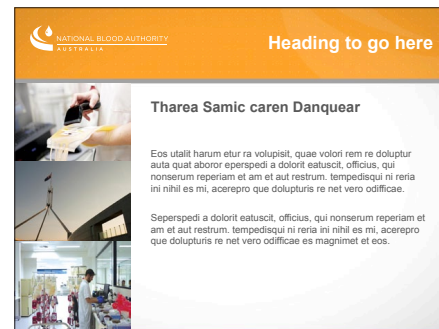 NATIONAL BLOOD AUTHORITY
AUSTRALIA
Heading to go here
Tharea Samic caren Danquear
Eos utalit harum etur ra volupisit, quae volori rem re doluptur
auta quat aboror eperspedi a dolorit eatuscit, officius, qui
nonserum reperiam et am et aut restrum. tempedisqui ni reria
ini nihil es mi, acerepro que dolupturis re net vero odifficae.
Seperspedi a dolorit eatuscit, officius, qui nonserum reperiam et
am et aut restrum. tempedisqui ni reria ini nihil es mi, acerepro
que dolupturis re net vero odifficae es magnimet et eos.